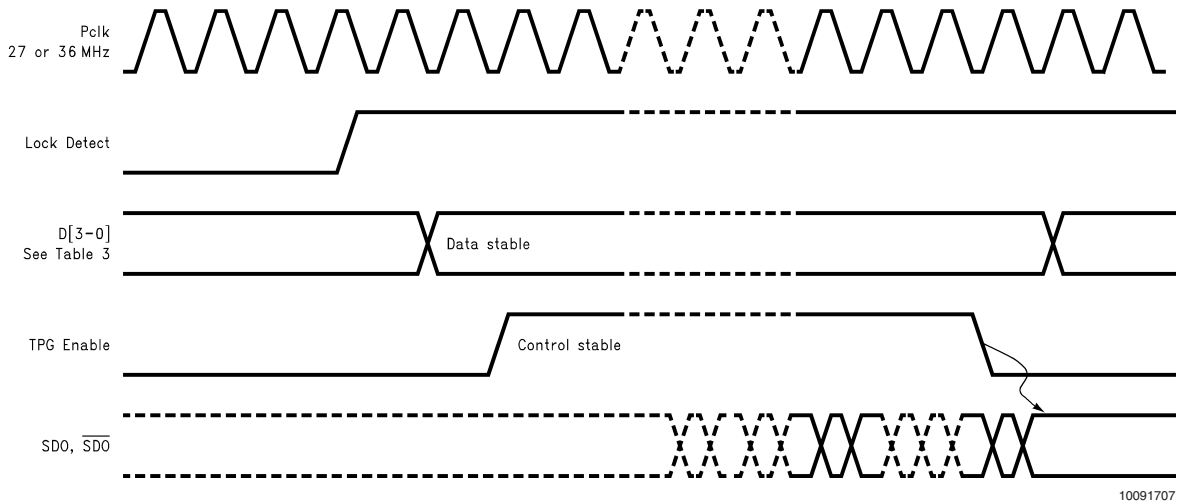 Pclk
27 or 36 MHz
Lock Detect
D[3-0]
See Table 3
Data stable
TPG Enable
Control stable
SDO, S̅D̅O̅
10091707